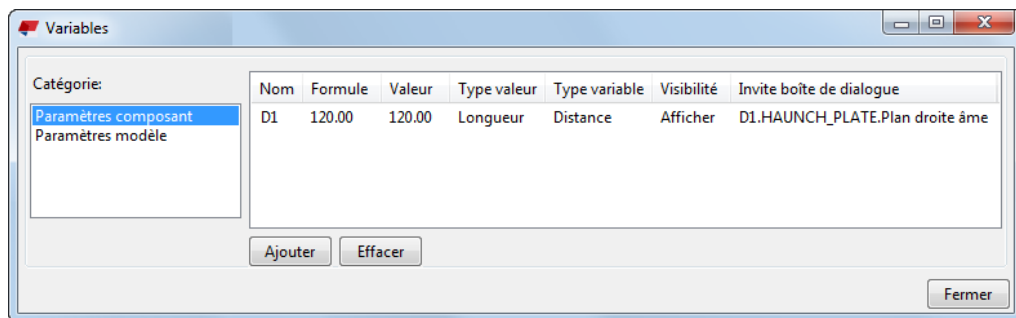 Variables
Catégorie:
Paramètres composant
Paramètres modèle
Nom Formule Valeur Type valeur Type variable Visibilité Invite boîte de dialogue
D1 120.00 120.00 Longueur Distance Afficher D1.HAUNCH_PLATE.Plan droite âme
Ajouter Effacer
Fermer